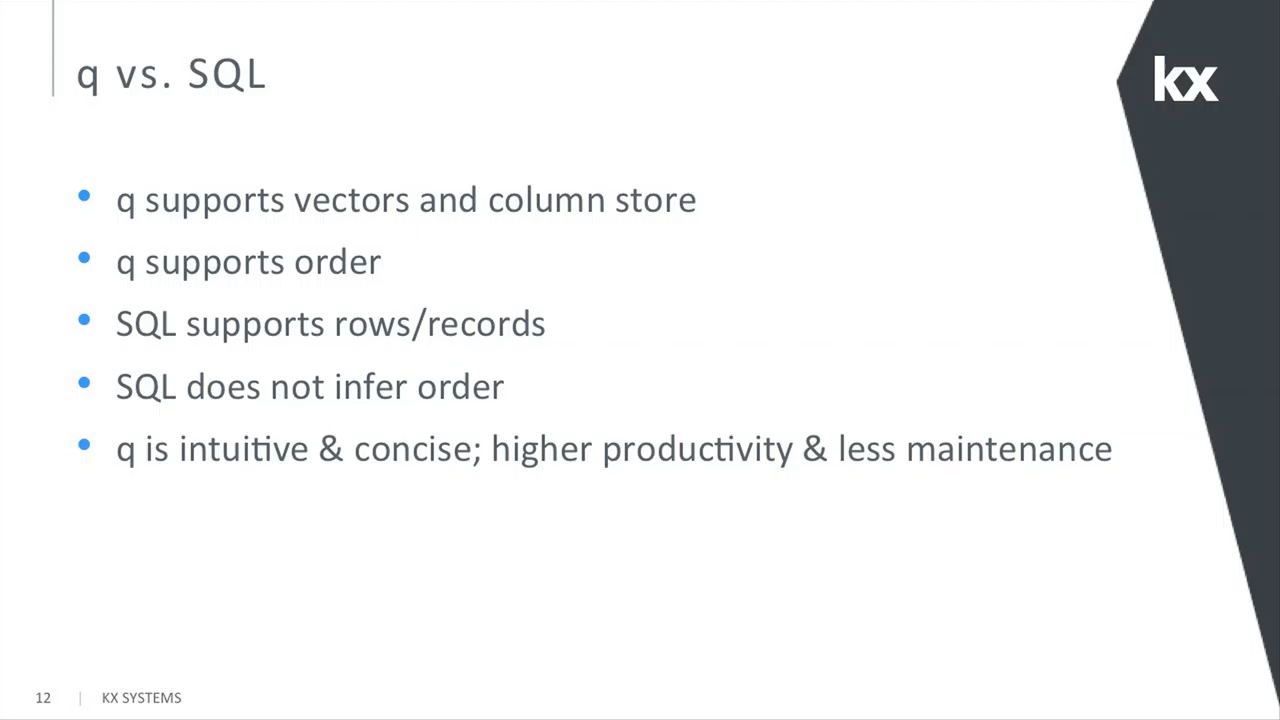 q vs. SQL
kx
q supports vectors and column store
q supports order
SQL supports rows/records
SQL does not infer order
q is intuitive & concise; higher productivity & less maintenance
12 | KX SYSTEMS